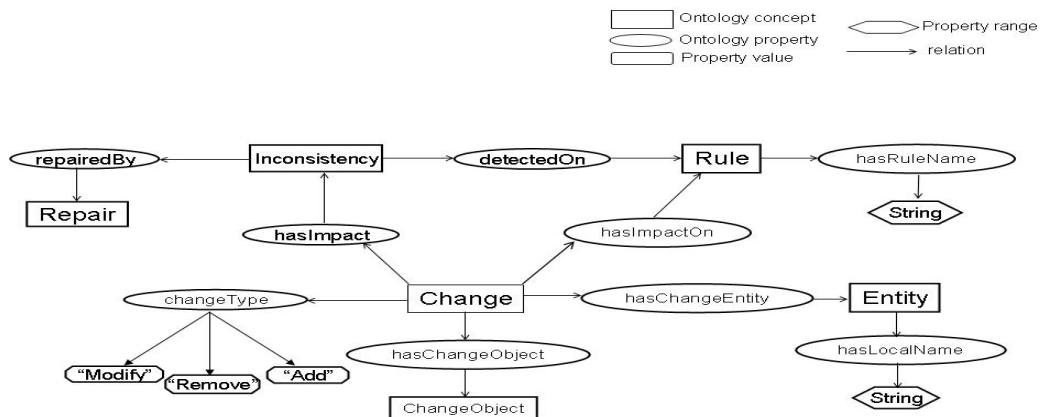 Ontology concept
Property range
Ontology property
relation
Property value
repairedBy
Inconsistency
detectedOn
Rule
hasRuleName
Repair
String
hasImpact
hasImpactOn
changeType
Change
hasChangeEntity
Entity
hasChangeObject
hasLocalName
“Modify”
“Remove”
“Add”
String
ChangeObject